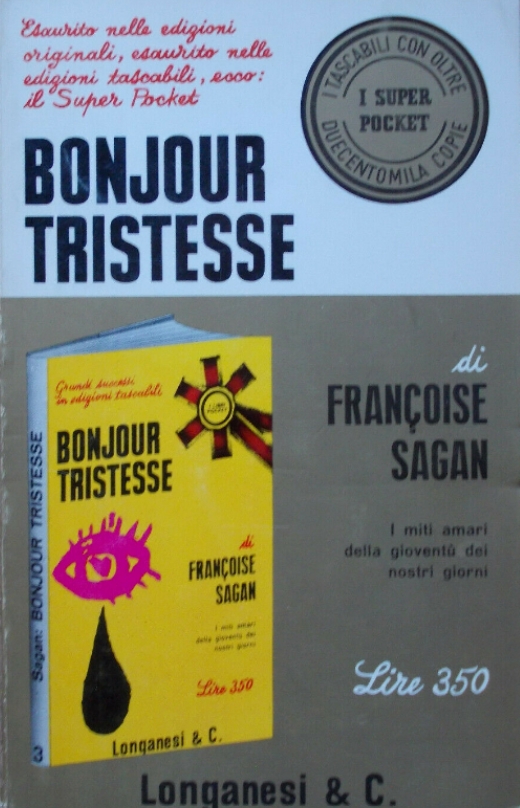 Esaurito nelle edizioni
originali, esaurito nelle
edizioni tascabili, ecco:
il Super Pocket
I TASCABILI CON OLTRE
DUECENTOMILA COPIE
I SUPER
POCKET
BONJOUR
TRISTESSE
di
FRANÇOISE
SAGAN
I miti amari
della gioventù dei
nostri giorni
Lire 350
Sagan: BONJOUR TRISTESSE
3
Grandi successi
in edizioni tascabili
BONJOUR
TRISTESSE
di
FRANÇOISE
SAGAN
I miti amari
della gioventù dei
nostri giorni
Lire 350
Longanesi & C.
Longanesi & C.